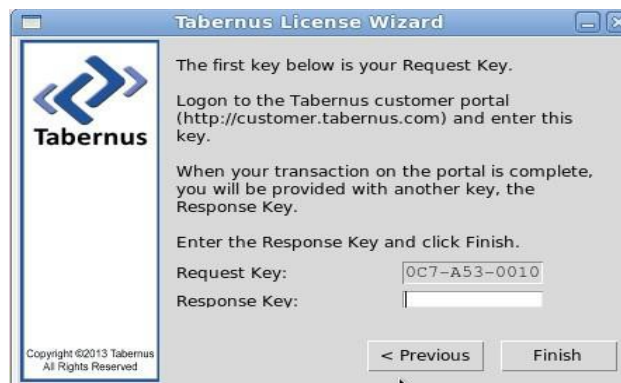 Tabernus License Wizard
Tabernus
The first key below is your Request Key.
Logon to the Tabernus customer portal
(http://customer.tabernus.com) and enter this
key.
When your transaction on the portal is complete,
you will be provided with another key, the
Response Key.
Enter the Response Key and click Finish.
Request Key:
0C7-A53-0010
Response Key:
Copyright ©2013 Tabernus
All Rights Reserved
< Previous
Finish